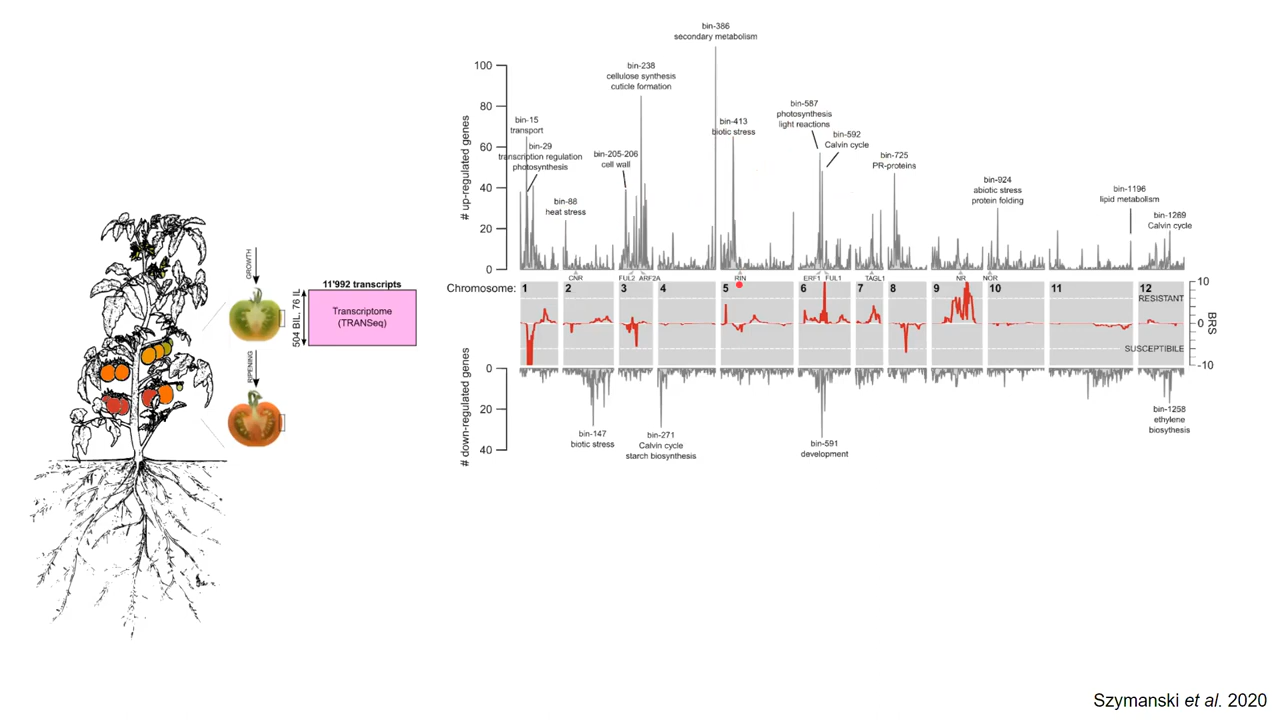 bin-386
secondary metabolism
bin-238
cellulose synthesis
cuticle formation
bin-15
transport
bin-29
transcription regulation
photosynthesis
bin-88
heat stress
bin-205-206
cell wall
bin-413
biotic stress
bin-587
photosynthesis
light reactions
bin-592
Calvin cycle
bin-725
PR-proteins
bin-924
abiotic stress
protein folding
bin-1196
lipid metabolism
bin-1269
Calvin cycle
# up-regulated genes
100
80
60
40
20
0
CNR FUL2 ARF2A RIN ERF1 FUL1 TAGL1 NR NOR
Chromosome: 1 2 3 4 5 6 7 8 9 10 11 12
RESISTANT
SUSCEPTIBILE
10
0
-10
BRS
# down-regulated genes
0
20
40
bin-147
biotic stress
bin-271
Calvin cycle
starch biosynthesis
bin-591
development
bin-1258
ethylene
biosythesis
GROWTH
RIPENING
504 BIL, 76 IL
11'992 transcripts
Transcriptome
(TRANSeq)
Szymanski et al. 2020